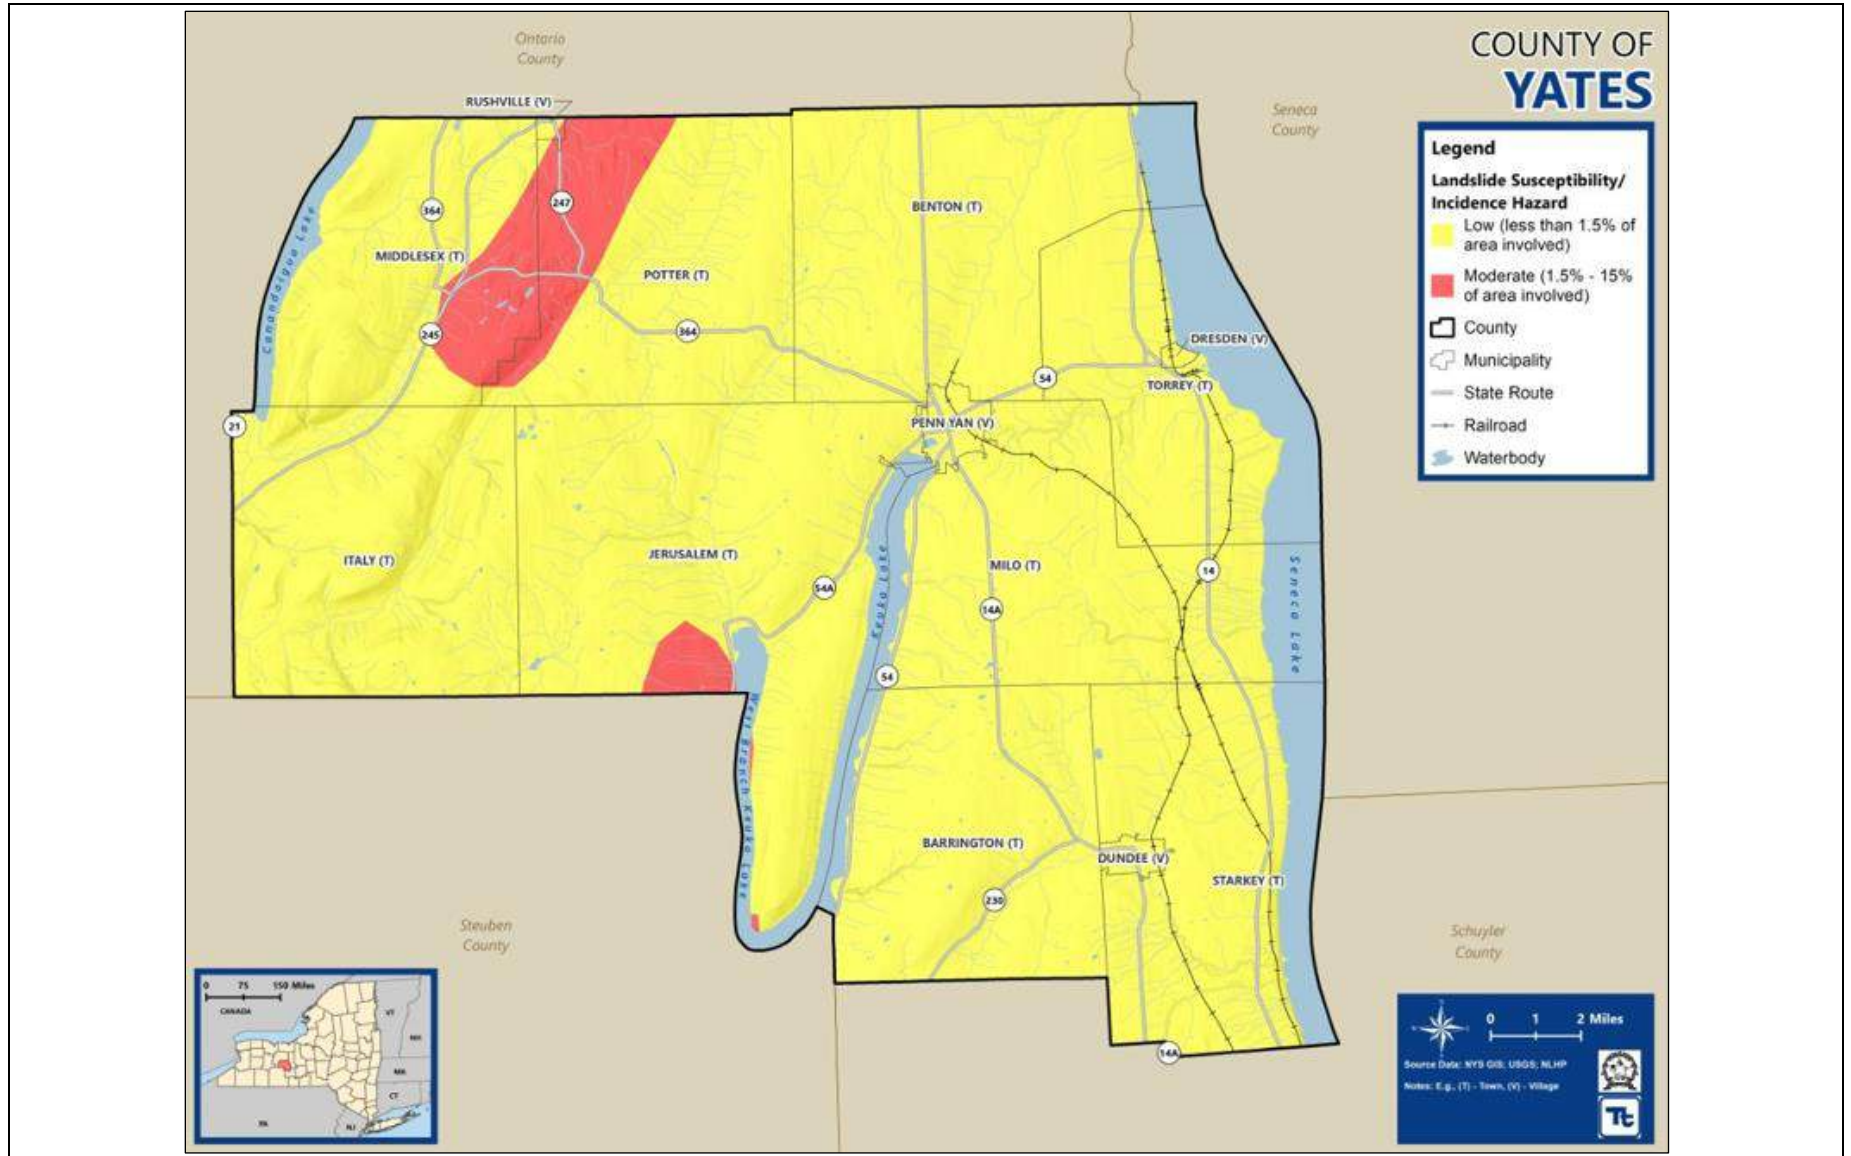 Ontario
County
COUNTY OF
YATES
RUSHVILLE (V)
Seneca
County
Legend
Landslide Susceptibility/
Incidence Hazard
Low (less than 1.5% of
area involved)
Moderate (1.5% - 15%
of area involved)
County
Municipality
State Route
Railroad
Waterbody
364
247
BENTON (T)
MIDDLESEX (T)
POTTER (T)
Canandaigua Lake
245
364
DRESDEN (V)
54
TORREY (T)
21
PENN YAN (V)
ITALY (T)
JERUSALEM (T)
MILO (T)
14
54A
Keuka Lake
14A
Seneca Lake
54
West Branch Keuka Lake
BARRINGTON (T)
DUNDEE (V)
STARKEY (T)
230
Steuben
County
Schuyler
County
14A
0 75 150 Miles
CANADA
VT
NH
MA
CT
PA
NJ
0 1 2 Miles
Source Data: NYS GIS; USGS; NLHP
Notes: E.g., (T) - Town, (V) - Village
Tt